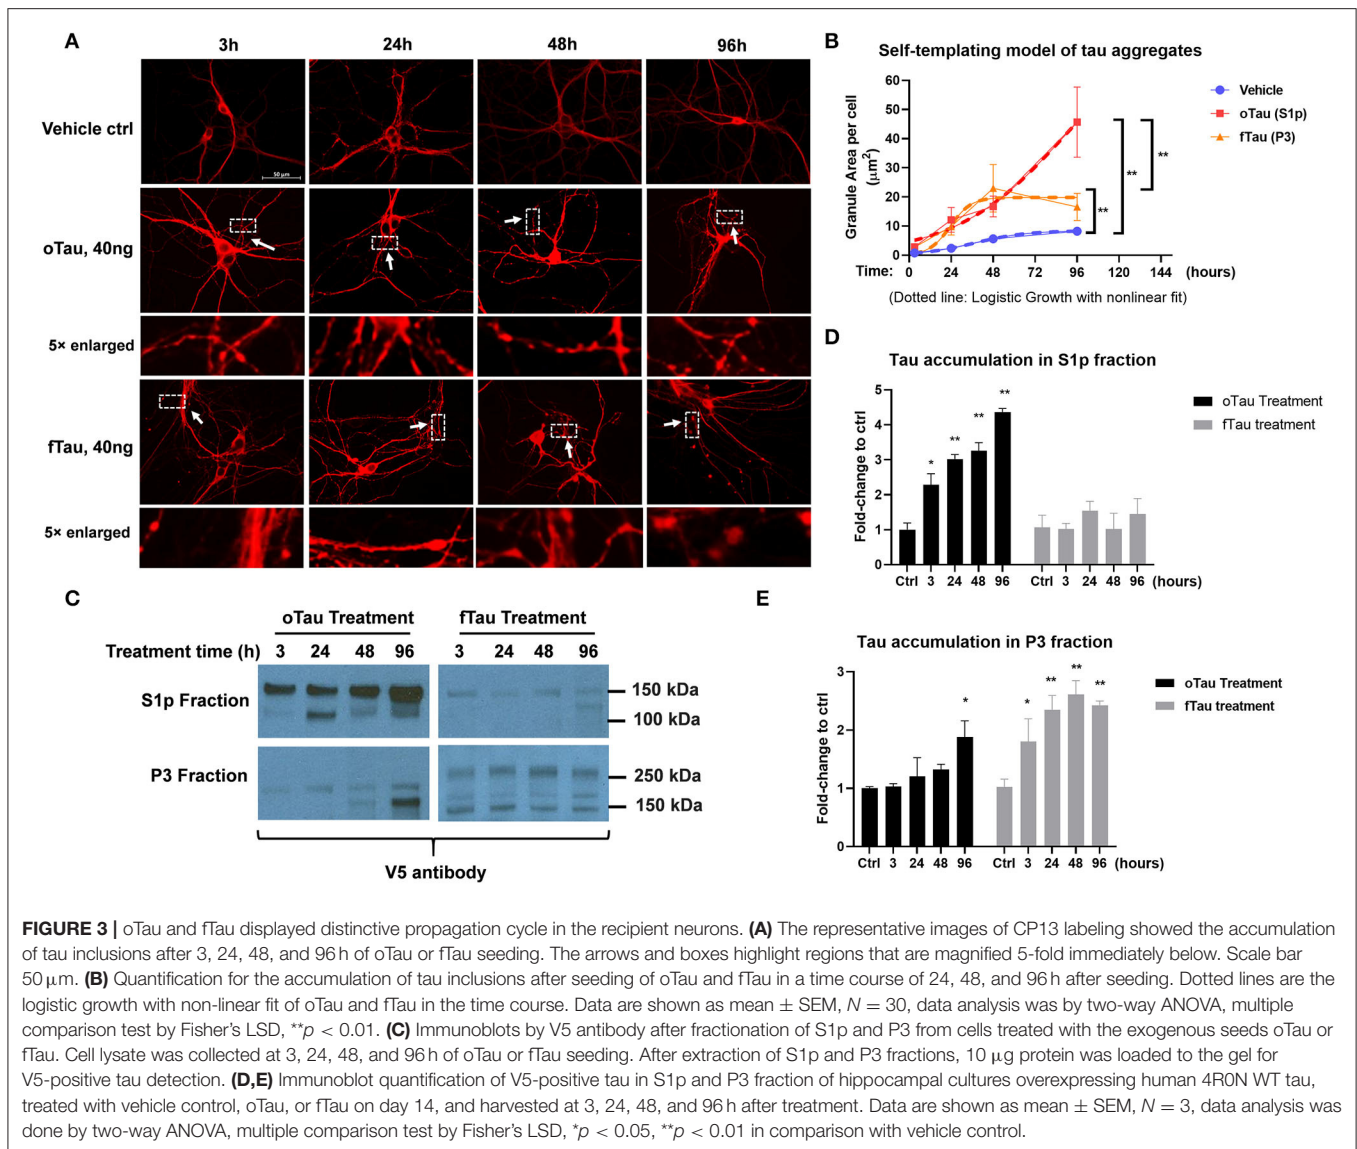 A
3h 24h 48h 96h
Vehicle ctrl
50 µm
oTau, 40ng
5× enlarged
fTau, 40ng
5× enlarged
B
Self-templating model of tau aggregates
Granule Area per cell
(µm²)
60
50
40
30
20
10
0
Time: 0 24 48 72 96 120 144 (hours)
(Dotted line: Logistic Growth with nonlinear fit)
Vehicle
oTau (S1p)
fTau (P3)
**
**
**
C
oTau Treatment fTau Treatment
Treatment time (h) 3 24 48 96 3 24 48 96
S1p Fraction
150 kDa
100 kDa
P3 Fraction
250 kDa
150 kDa
V5 antibody
D
Tau accumulation in S1p fraction
Fold-change to ctrl
5
4
3
2
1
0
* ** ** **
oTau Treatment
fTau treatment
Ctrl 3 24 48 96 Ctrl 3 24 48 96 (hours)
E
Tau accumulation in P3 fraction
Fold-change to ctrl
3
2
1
0
* * ** ** **
oTau Treatment
fTau treatment
Ctrl 3 24 48 96 Ctrl 3 24 48 96 (hours)
FIGURE 3 | oTau and fTau displayed distinctive propagation cycle in the recipient neurons. (A) The representative images of CP13 labeling showed the accumulation
of tau inclusions after 3, 24, 48, and 96 h of oTau or fTau seeding. The arrows and boxes highlight regions that are magnified 5-fold immediately below. Scale bar
50 µm. (B) Quantification for the accumulation of tau inclusions after seeding of oTau and fTau in a time course of 24, 48, and 96 h after seeding. Dotted lines are the
logistic growth with non-linear fit of oTau and fTau in the time course. Data are shown as mean ± SEM, N = 30, data analysis was by two-way ANOVA, multiple
comparison test by Fisher's LSD, **p < 0.01. (C) Immunoblots by V5 antibody after fractionation of S1p and P3 from cells treated with the exogenous seeds oTau or
fTau. Cell lysate was collected at 3, 24, 48, and 96 h of oTau or fTau seeding. After extraction of S1p and P3 fractions, 10 µg protein was loaded to the gel for
V5-positive tau detection. (D,E) Immunoblot quantification of V5-positive tau in S1p and P3 fraction of hippocampal cultures overexpressing human 4R0N WT tau,
treated with vehicle control, oTau, or fTau on day 14, and harvested at 3, 24, 48, and 96 h after treatment. Data are shown as mean ± SEM, N = 3, data analysis was
done by two-way ANOVA, multiple comparison test by Fisher's LSD, *p < 0.05, **p < 0.01 in comparison with vehicle control.